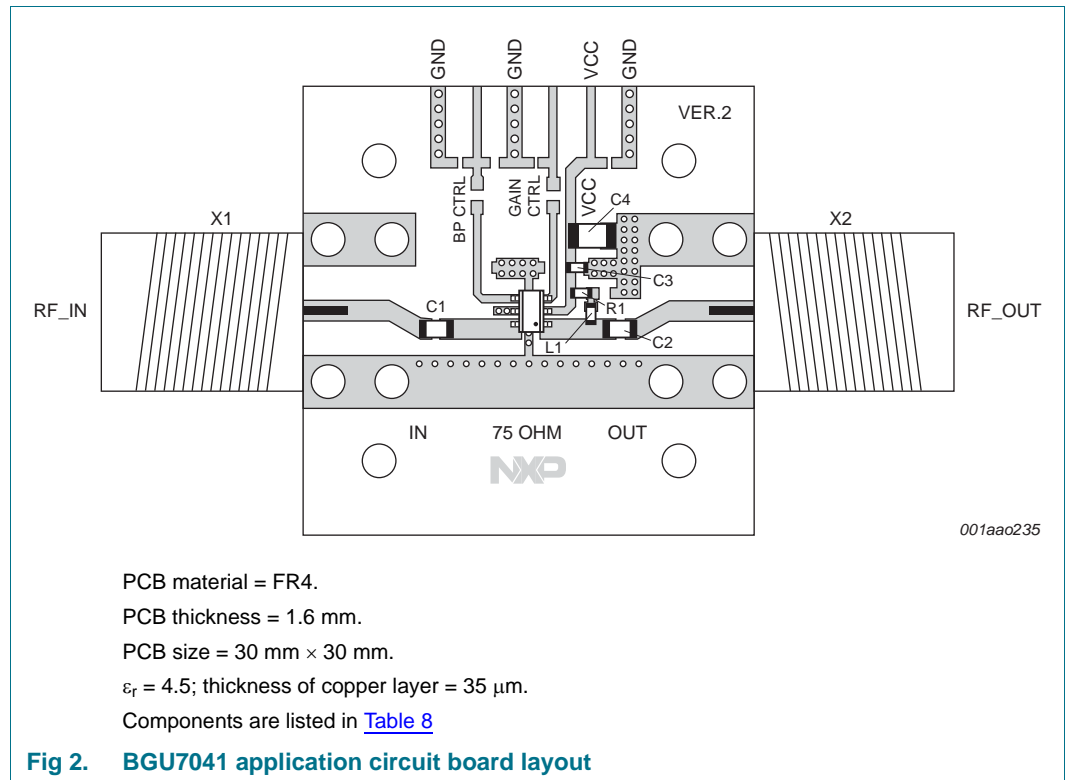 GND
GND
VCC
GND
VER.2
BP CTRL
GAIN
CTRL
VCC
C4
X1
X2
C3
RF_IN
C1
R1
RF_OUT
L1
C2
IN
75 OHM
OUT
NXP
001aao235
PCB material = FR4.
PCB thickness = 1.6 mm.
PCB size = 30 mm × 30 mm.
εr = 4.5; thickness of copper layer = 35 μm.
Components are listed in Table 8
Fig 2. BGU7041 application circuit board layout